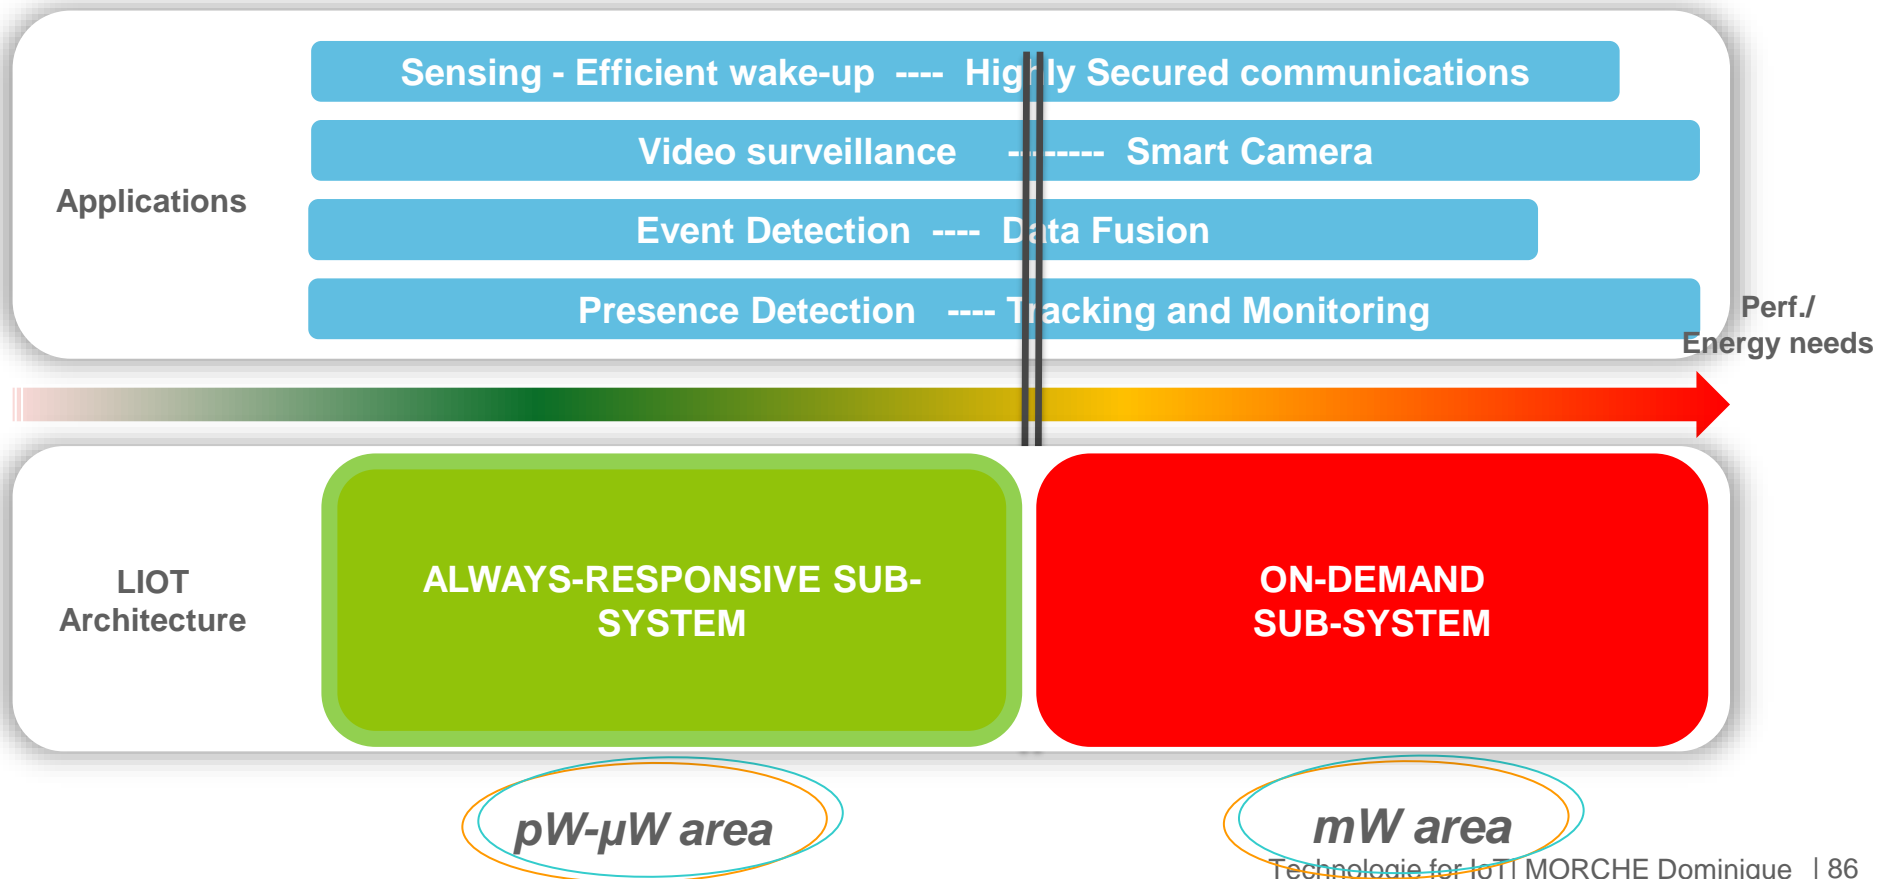 Sensing - Efficient wake-up ---- Highly Secured communications
Video surveillance -------- Smart Camera
Applications
Event Detection ---- Data Fusion
Presence Detection ---- Tracking and Monitoring
Perf./
Energy needs
LIOT
Architecture
ALWAYS-RESPONSIVE SUB-
SYSTEM
ON-DEMAND
SUB-SYSTEM
pW-µW area
mW area
Technologie for IoT| MORCHE Dominique | 86